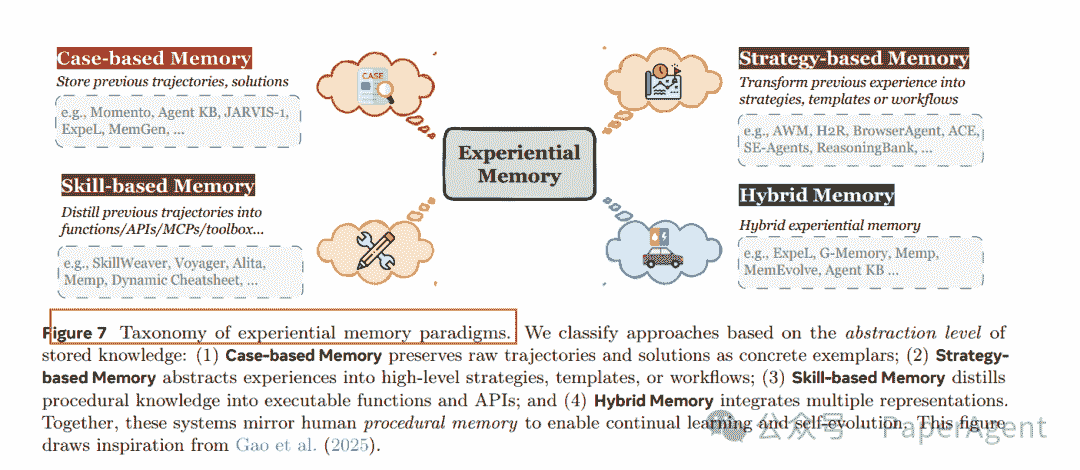 Case-based Memory
Store previous trajectories, solutions
e.g., Momento, Agent KB, JARVIS-1,
ExpeL, MemGen, ...
CASE
Skill-based Memory
Distill previous trajectories into
functions/APIs/MCPs/toolbox...
e.g., SkillWeaver, Voyager, Alita,
Memp, Dynamic Cheatsheet, ...
Experiential
Memory
Strategy-based Memory
Transform previous experience into
strategies, templates or workflows
e.g., AWM, H2R, BrowserAgent, ACE,
SE-Agents, ReasoningBank, ...
Hybrid Memory
Hybrid experiential memory
e.g., ExpeL, G-Memory, Memp,
MemEvolve, Agent KB ...
Figure 7 Taxonomy of experiential memory paradigms. We classify approaches based on the abstraction level of
stored knowledge: (1) Case-based Memory preserves raw trajectories and solutions as concrete exemplars; (2) Strategy-
based Memory abstracts experiences into high-level strategies, templates, or workflows; (3) Skill-based Memory distills
procedural knowledge into executable functions and APIs; and (4) Hybrid Memory integrates multiple representations.
Together, these systems mirror human procedural memory to enable continual learning and self-evolution. This figure
draws inspiration from Gao et al. (2025).
公众号 · PaperAgent